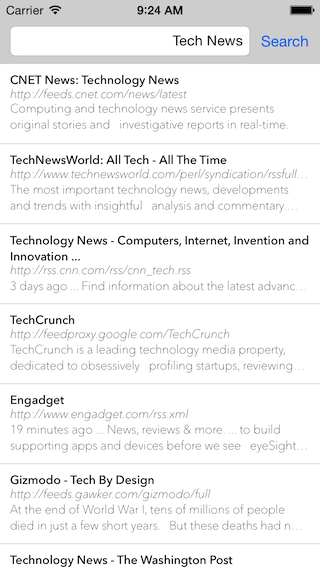 Carrier 9:24 AM
Tech News Search
CNET News: Technology News
http://feeds.cnet.com/news/latest
Computing and technology news service presents
original stories and investigative reports in real-time.
TechNewsWorld: All Tech - All The Time
http://www.technewsworld.com/perl/syndication/rssfull...
The most important technology news, developments
and trends with insightful analysis and commentary....
Technology News - Computers, Internet, Invention and
Innovation ...
http://rss.cnn.com/rss/cnn_tech.rss
3 days ago ... Find information about the latest advanc...
TechCrunch
http://feedproxy.google.com/TechCrunch
TechCrunch is a leading technology media property,
dedicated to obsessively profiling startups, reviewing...
Engadget
http://www.engadget.com/rss.xml
19 minutes ago ... News, reviews & more. ... to build
supporting apps and devices before we see eyeSight...
Gizmodo - Tech By Design
http://feeds.gawker.com/gizmodo/full
At the end of World War I, tens of millions of people
died in just a few short years. But these deaths had n...
Technology News - The Washington Post